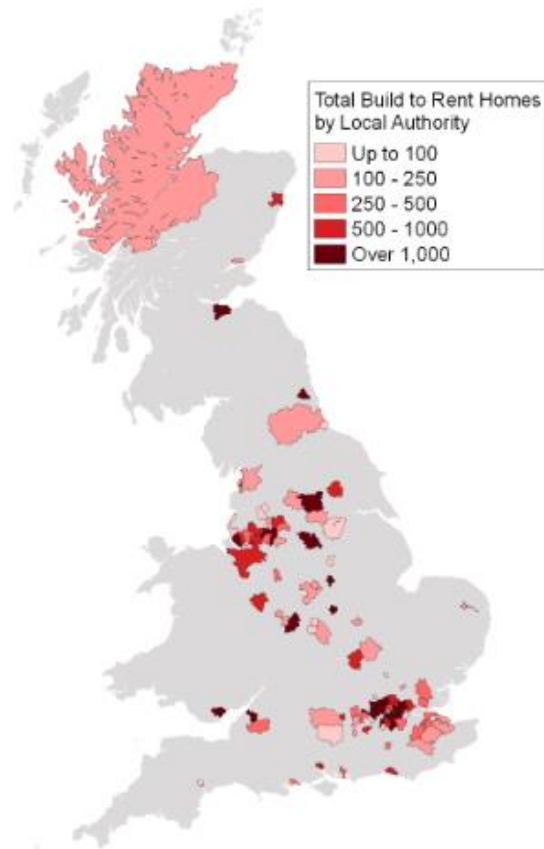 Total Build to Rent Homes
by Local Authority
Up to 100
100 - 250
250 - 500
500 - 1000
Over 1,000